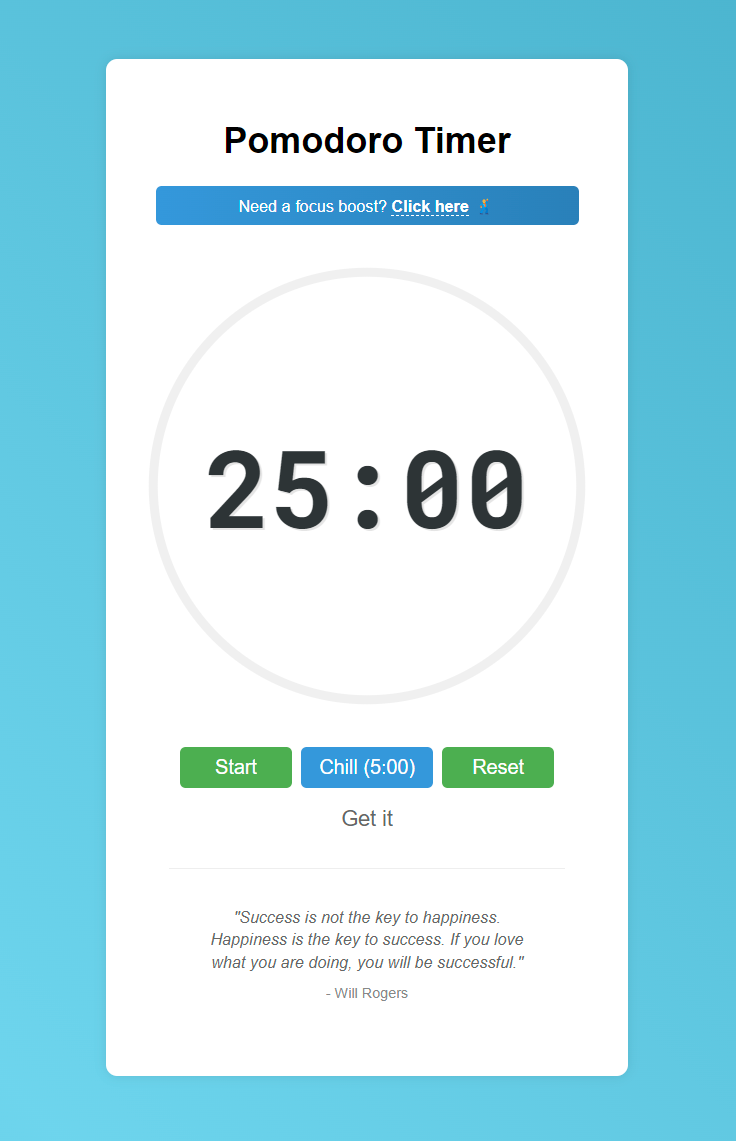 Pomodoro Timer
Need a focus boost? Click here
25:00
Start
Chill (5:00)
Reset
Get it
"Success is not the key to happiness.
Happiness is the key to success. If you love
what you are doing, you will be successful."
- Will Rogers